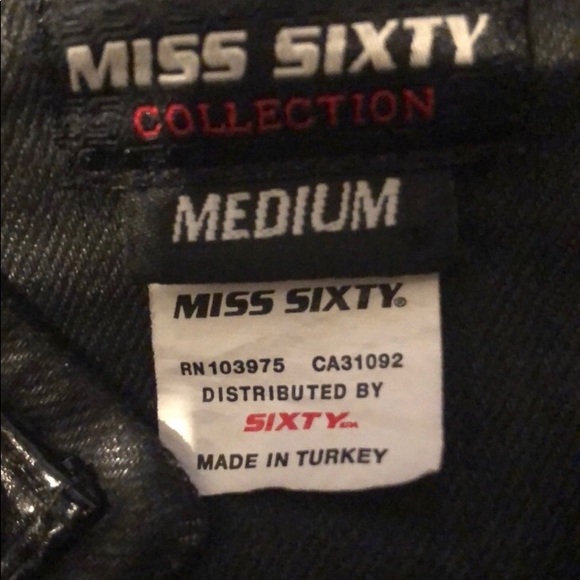 MISS SIXTY
COLLECTION
MEDIUM
MISS SIXTY®
RN103975 CA31092
DISTRIBUTED BY
SIXTY
MADE IN TURKEY